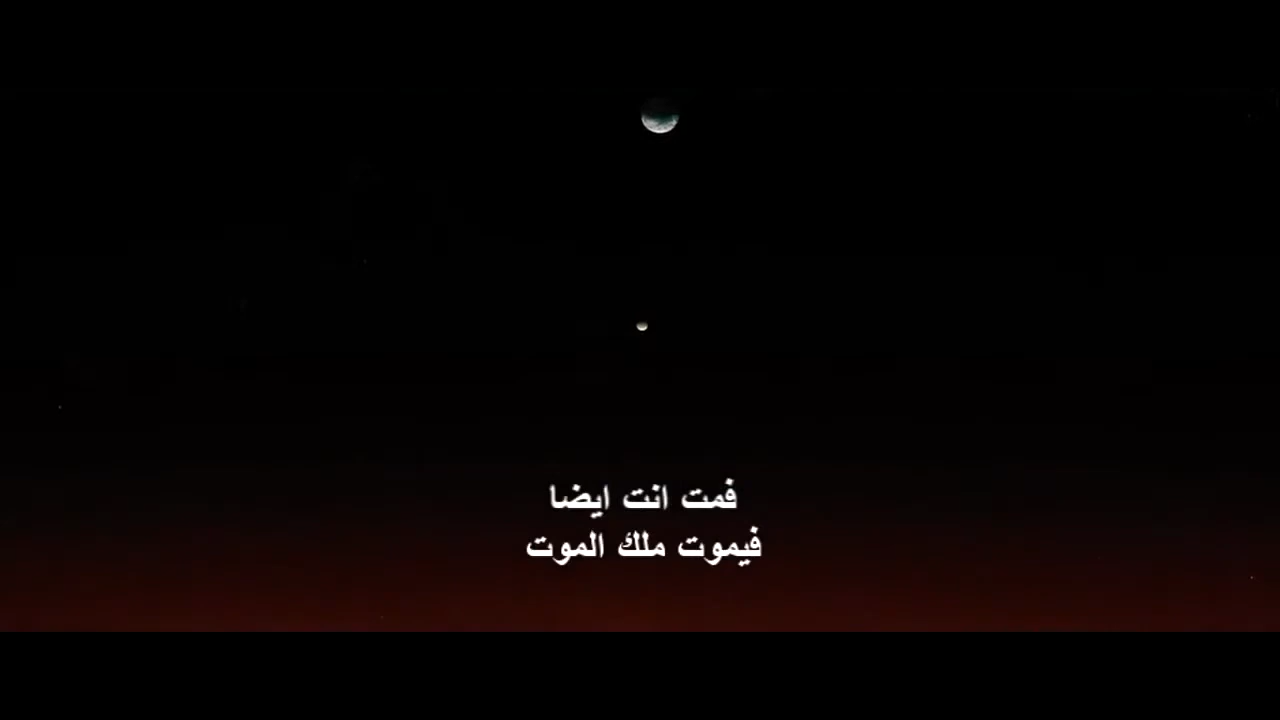 فمت انت ايضا
فيموت ملك الموت